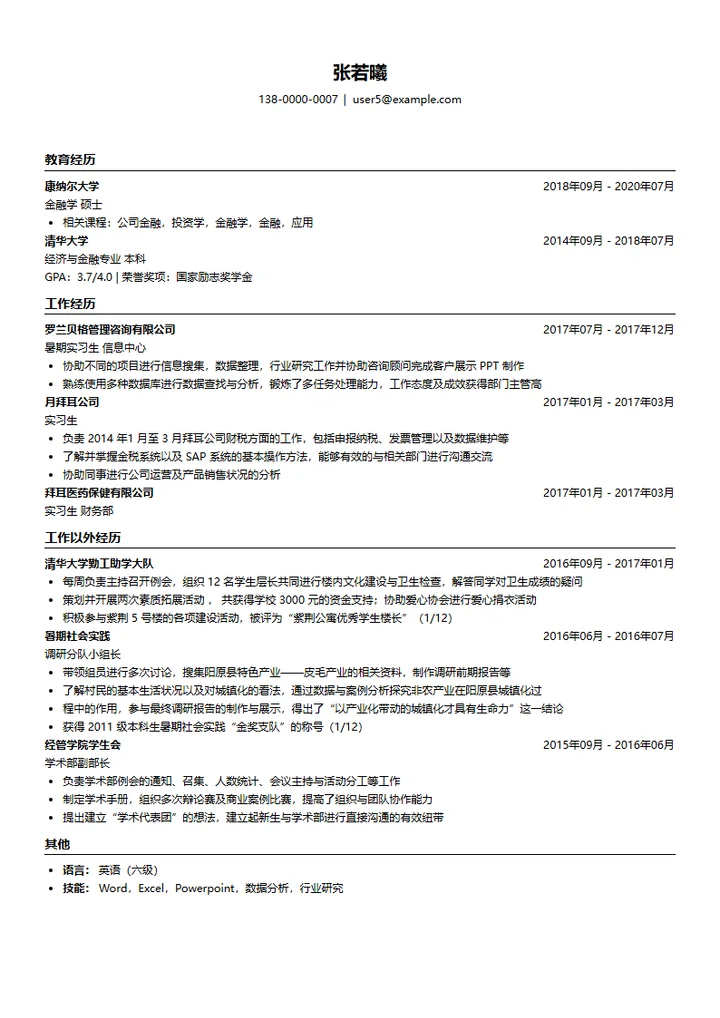 张若曦
138-0000-0007 | user5@example.com
教育经历
康纳尔大学 2018年09月 - 2020年07月
金融学 硕士
• 相关课程：公司金融，投资学，金融学，金融，应用
清华大学 2014年09月 - 2018年07月
经济与金融专业 本科
GPA：3.7/4.0 | 荣誉奖项：国家励志奖学金
工作经历
罗兰贝格管理咨询有限公司 2017年07月 - 2017年12月
暑期实习生 信息中心
• 协助不同的项目进行信息搜集，数据整理，行业研究工作并协助咨询顾问完成客户展示 PPT 制作
• 熟练使用多种数据库进行数据查找与分析，锻炼了多任务处理能力，工作态度及成效获得部门主管高
月拜耳公司 2017年01月 - 2017年03月
实习生
• 负责 2014 年1 月至 3 月拜耳公司财税方面的工作，包括申报纳税、发票管理以及数据维护等
• 了解并掌握金税系统以及 SAP 系统的基本操作方法，能够有效的与相关部门进行沟通交流
• 协助同事进行公司运营及产品销售状况的分析
拜耳医药保健有限公司 2017年01月 - 2017年03月
实习生 财务部
工作以外经历
清华大学勤工助学大队 2016年09月 - 2017年01月
• 每周负责主持召开例会，组织 12 名学生层长共同进行楼内文化建设与卫生检查，解答同学对卫生成绩的疑问
• 策划并开展两次素质拓展活动 ，共获得学校 3000 元的资金支持；协助爱心协会进行爱心捐衣活动
• 积极参与紫荆 5 号楼的各项建设活动，被评为“紫荆公寓优秀学生楼长”（1/12）
暑期社会实践 2016年06月 - 2016年07月
调研分队小组长
• 带领组员进行多次讨论，搜集阳原县特色产业——皮毛产业的相关资料，制作调研前期报告等
• 了解村民的基本生活状况以及对城镇化的看法，通过数据与案例分析探究非农产业在阳原县城镇化过
• 程中的作用，参与最终调研报告的制作与展示，得出了“以产业化带动的城镇化才具有生命力”这一结论
• 获得 2011 级本科生暑期社会实践“金奖支队”的称号（1/12）
经管学院学生会 2015年09月 - 2016年06月
学术部副部长
• 负责学术部例会的通知、召集、人数统计、会议主持与活动分工等工作
• 制定学术手册，组织多次辩论赛及商业案例比赛，提高了组织与团队协作能力
• 提出建立“学术代表团”的想法，建立起新生与学术部进行直接沟通的有效纽带
其他
• 语言： 英语（六级）
• 技能： Word，Excel，Powerpoint，数据分析，行业研究